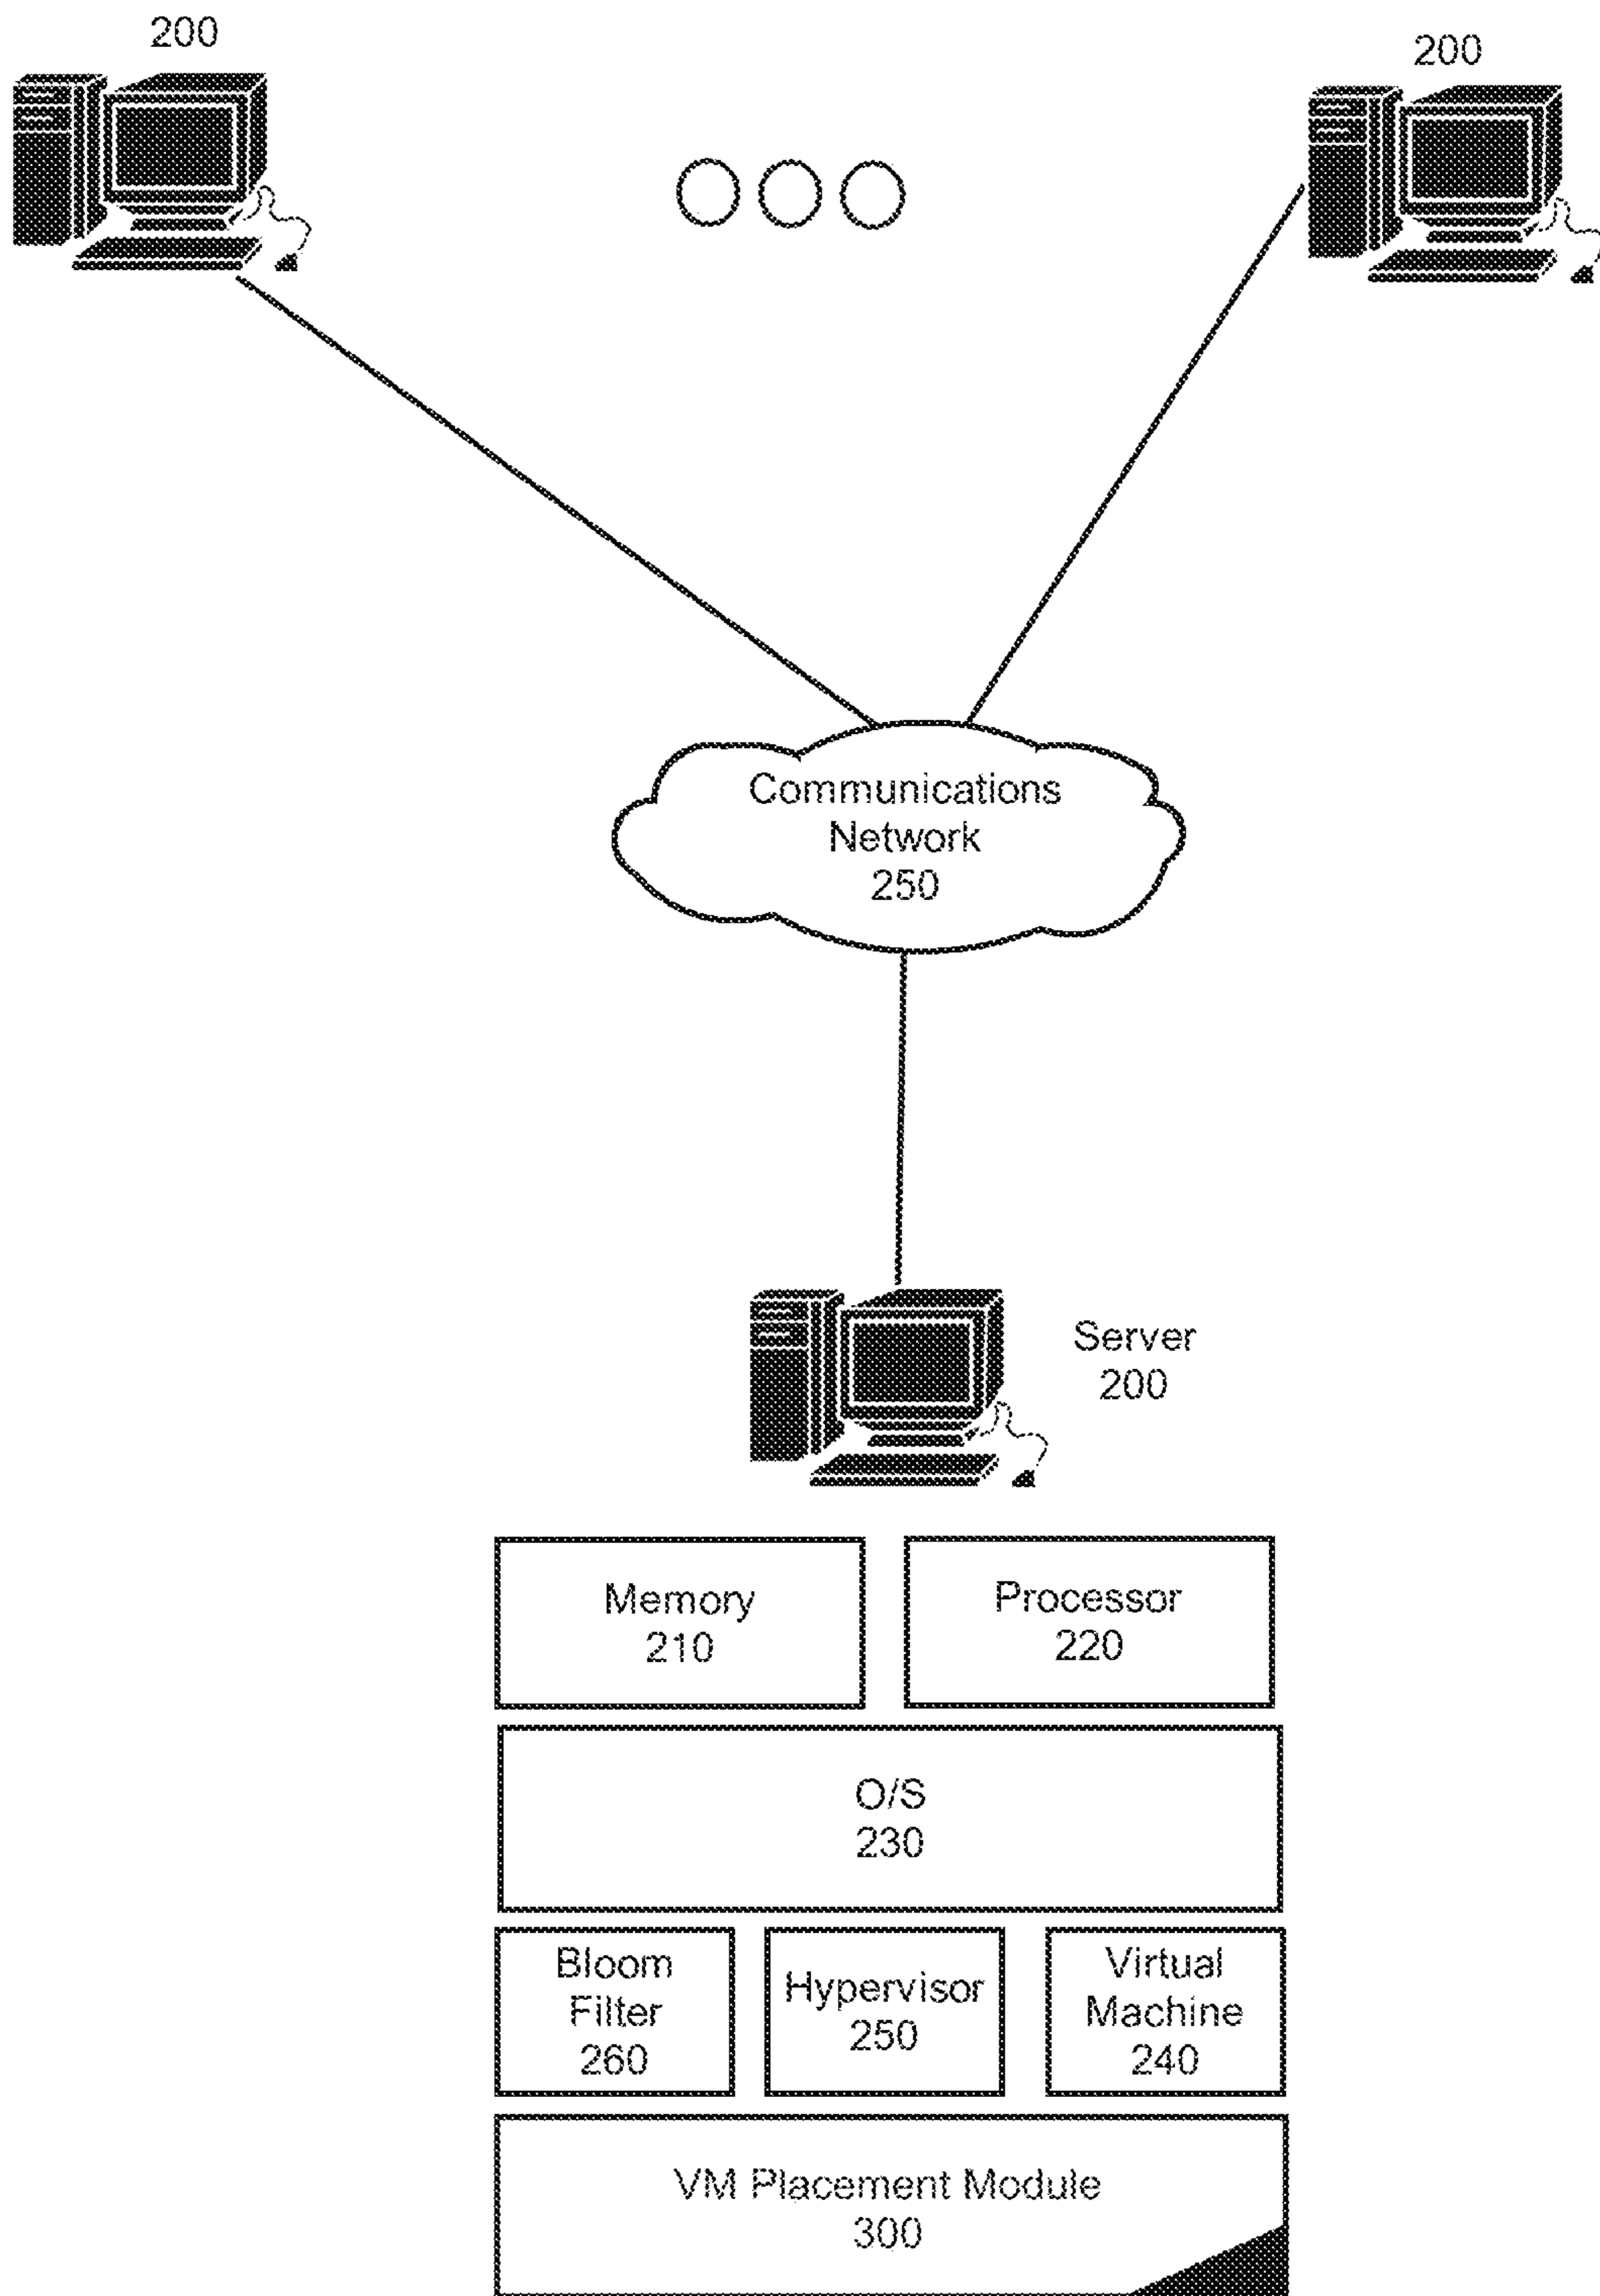 200
200
Communications
Network
250
Server
200
Memory
210
Processor
220
O/S
230
Bloom
Filter
260
Hypervisor
250
Virtual
Machine
240
VM Placement Module
300